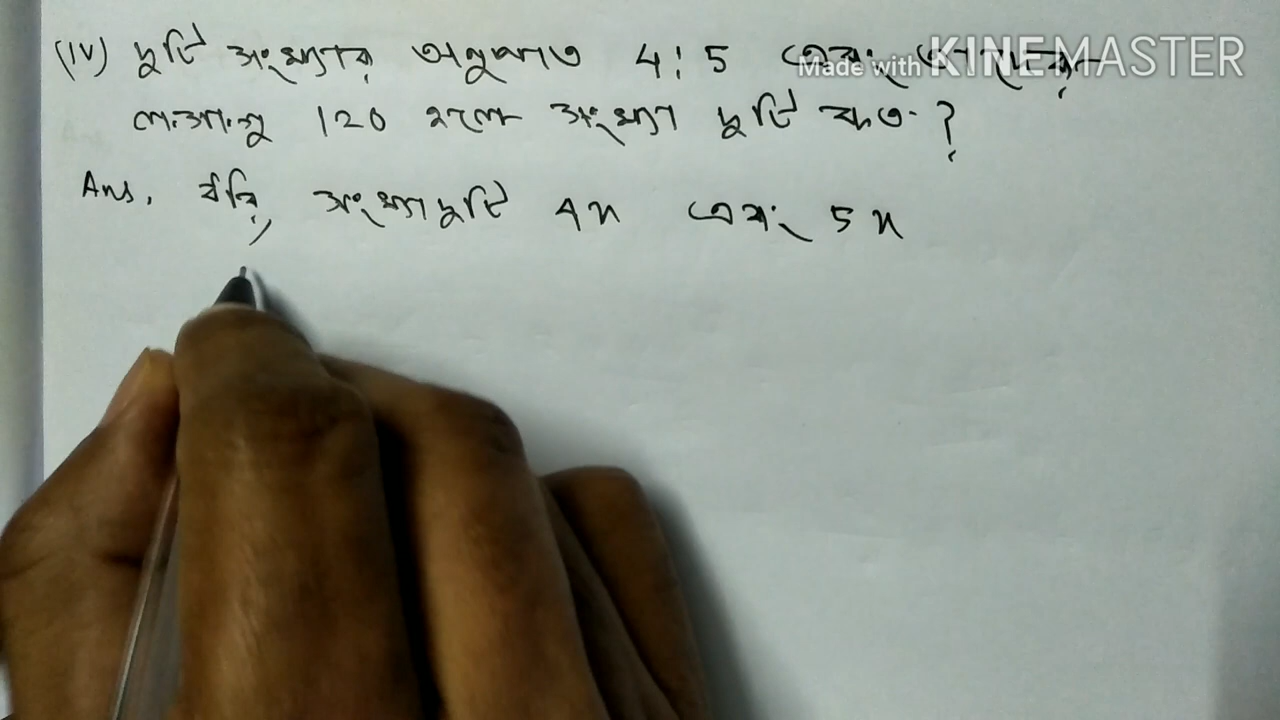 (iv) দুটি সংখ্যার অনুপাত 4:5 এবং তাদের
ল.সা.গু 120 হলে সংখ্যা দুটি কত ?
Ans. ধরি, সংখ্যাদুটি 4x এবং 5x
Made with KINEMASTER